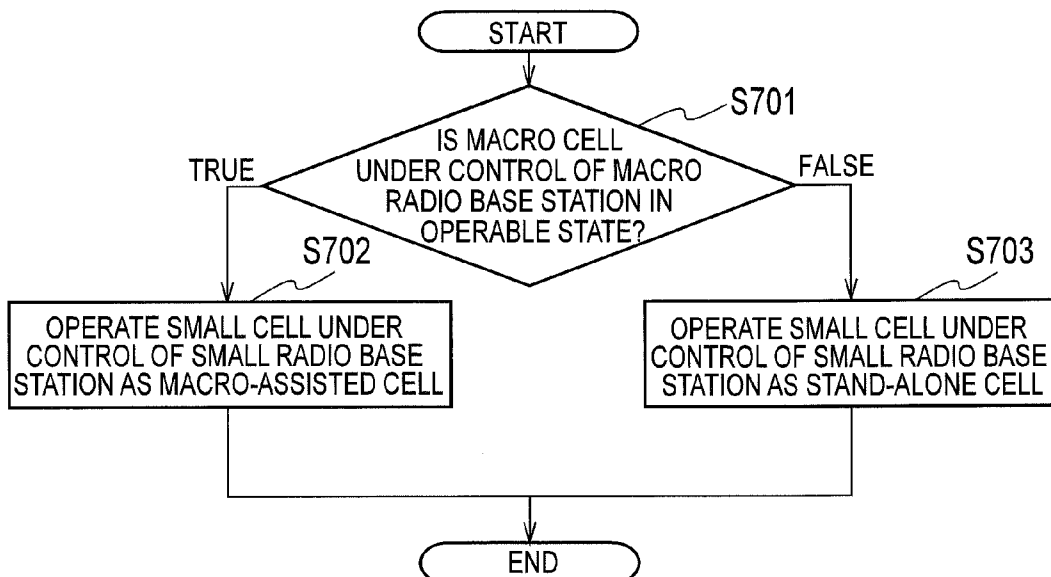 START
S701
IS MACRO CELL
UNDER CONTROL OF MACRO
RADIO BASE STATION IN
OPERABLE STATE?
TRUE
FALSE
S702
OPERATE SMALL CELL UNDER
CONTROL OF SMALL RADIO BASE
STATION AS MACRO-ASSISTED CELL
S703
OPERATE SMALL CELL UNDER
CONTROL OF SMALL RADIO BASE
STATION AS STAND-ALONE CELL
END